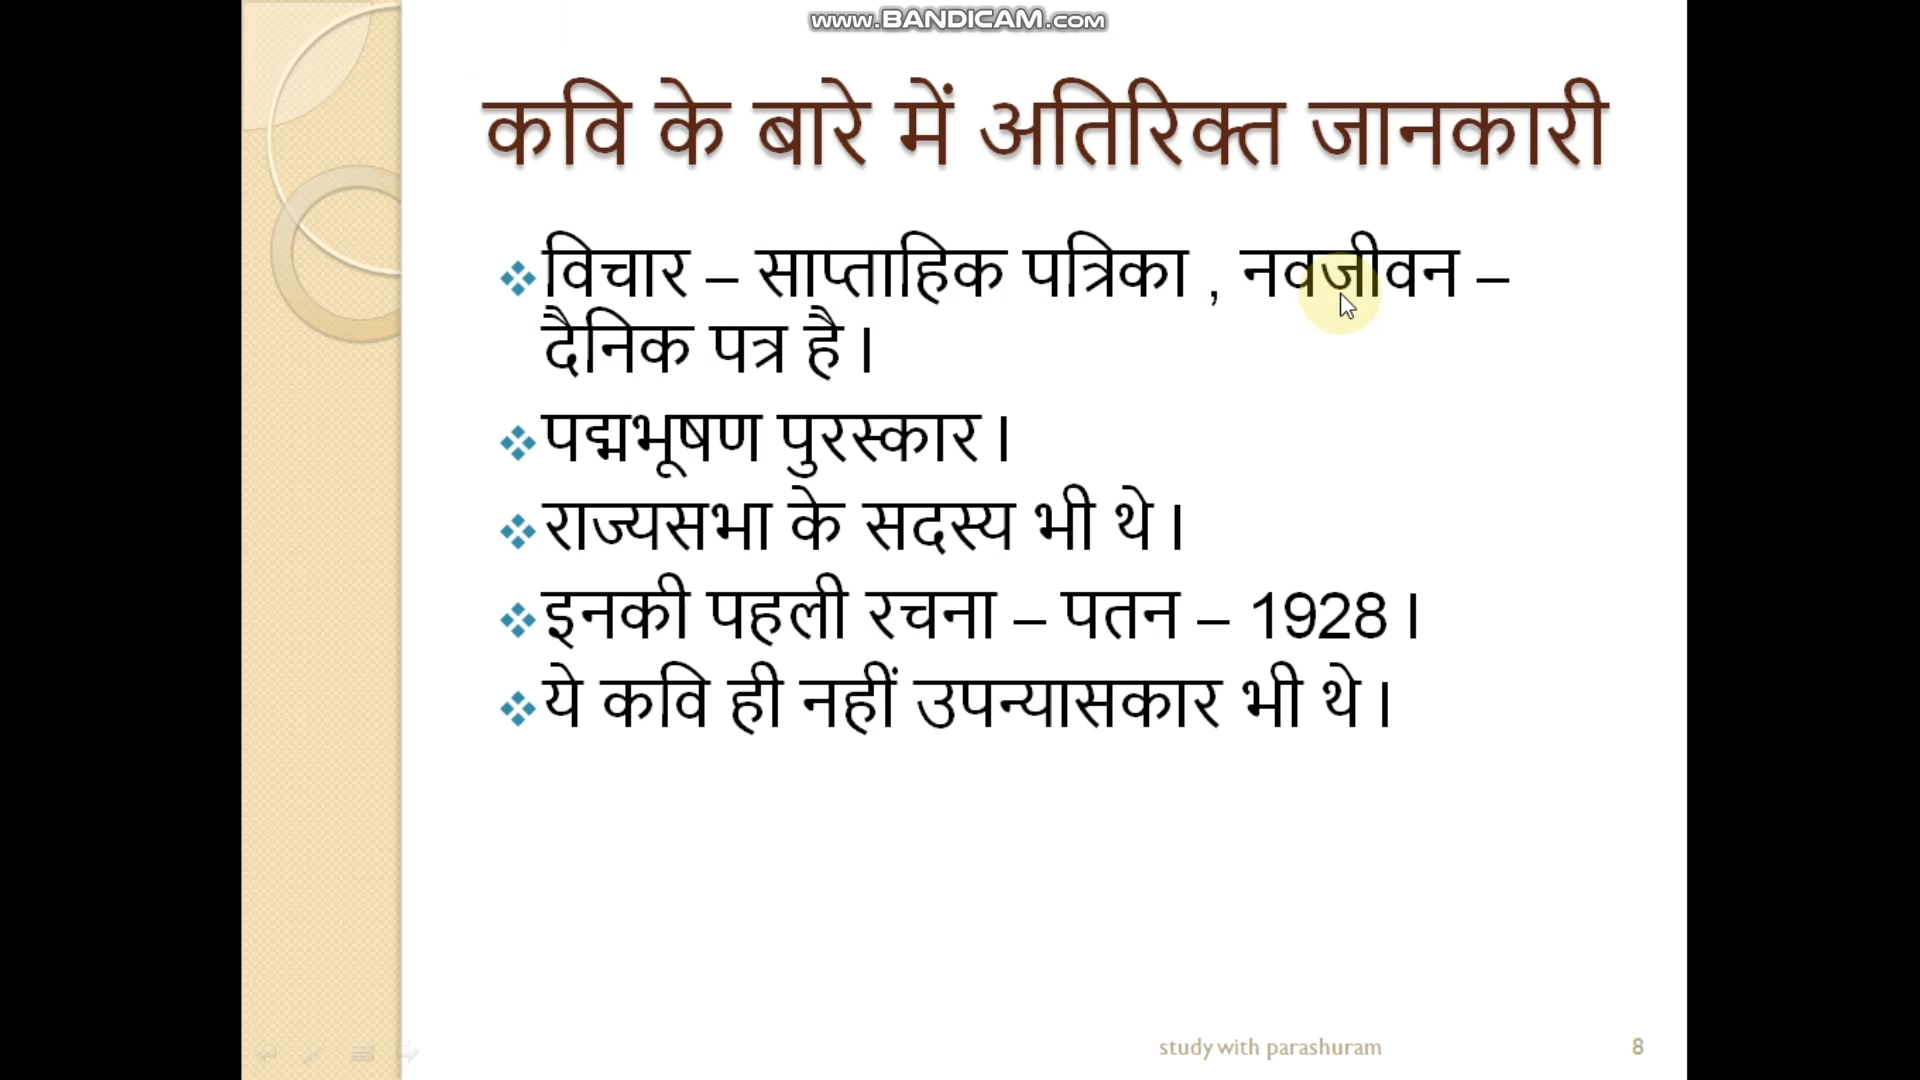 www.BANDICAM.com
कवि के बारे में अतिरिक्त जानकारी
विचार – साप्ताहिक पत्रिका , नवजीवन –
दैनिक पत्र है ।
पद्मभूषण पुरस्कार ।
राज्यसभा के सदस्य भी थे ।
इनकी पहली रचना – पतन – 1928 ।
ये कवि ही नहीं उपन्यासकार भी थे ।
study with parashuram 8